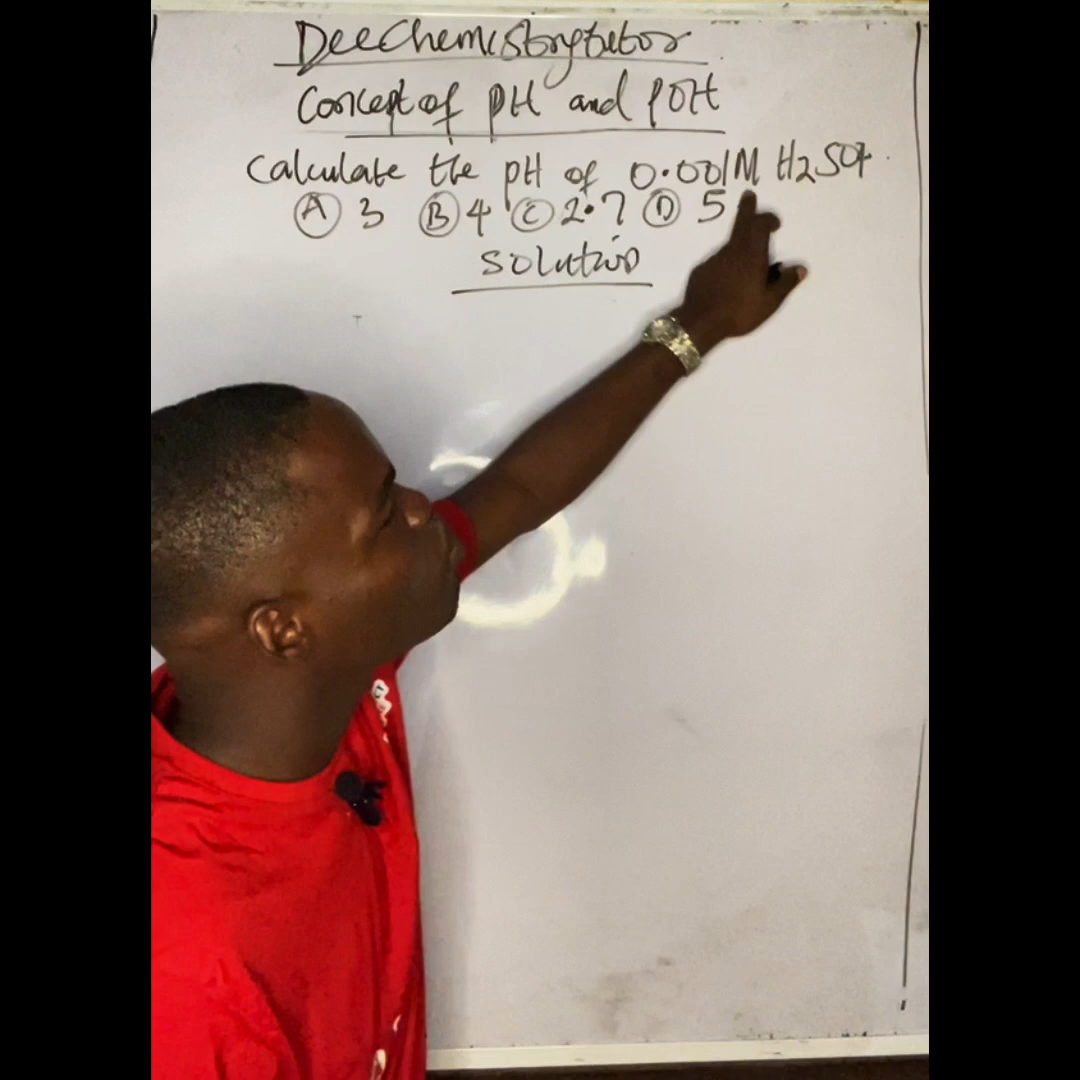 DeeChemistrytutor
Concept of pH and pOH
Calculate the pH of 0.001M H2SO4.
(A) 3 (B) 4 (C) 2.7 (D) 5
Solution